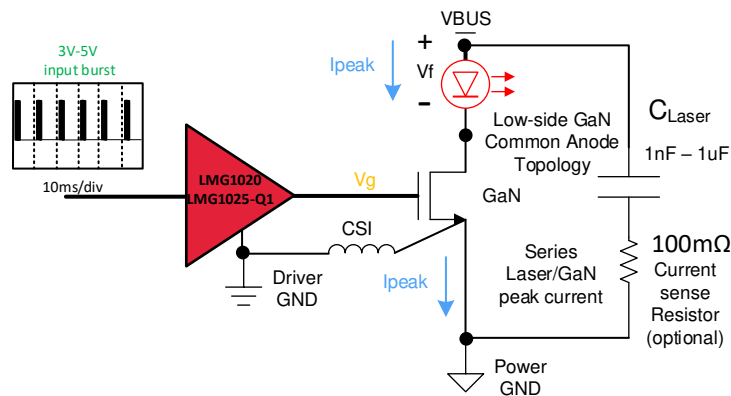 3V-5V
input burst
10ms/div
LMG1020
LMG1025-Q1
Vg
CSI
Driver
GND
Ipeak
VBUS
+
Vf
-
Ipeak
Low-side GaN
Common Anode
Topology
GaN
Series
Laser/GaN
peak current
Power
GND
CLaser
1nF – 1uF
100mΩ
Current
sense
Resistor
(optional)